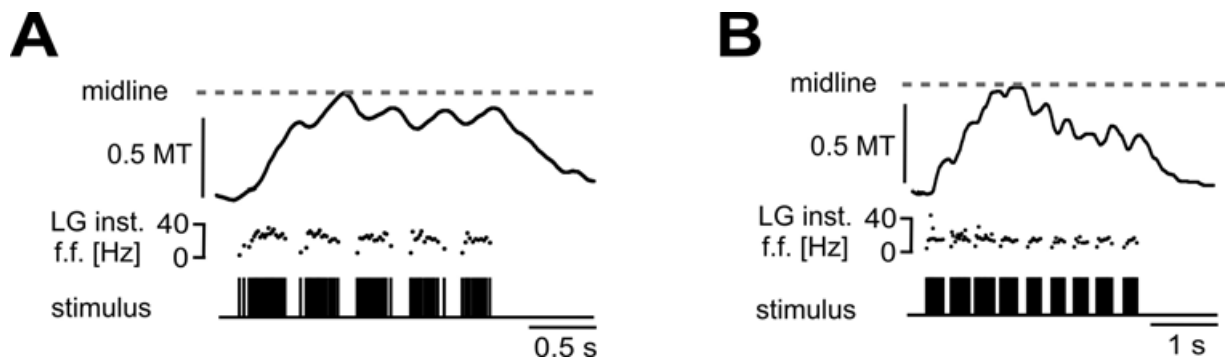 A
midline
0.5 MT
LG inst.
f.f. [Hz]
40
0
stimulus
0.5 s
B
midline
0.5 MT
LG inst.
f.f. [Hz]
40
0
stimulus
1 s